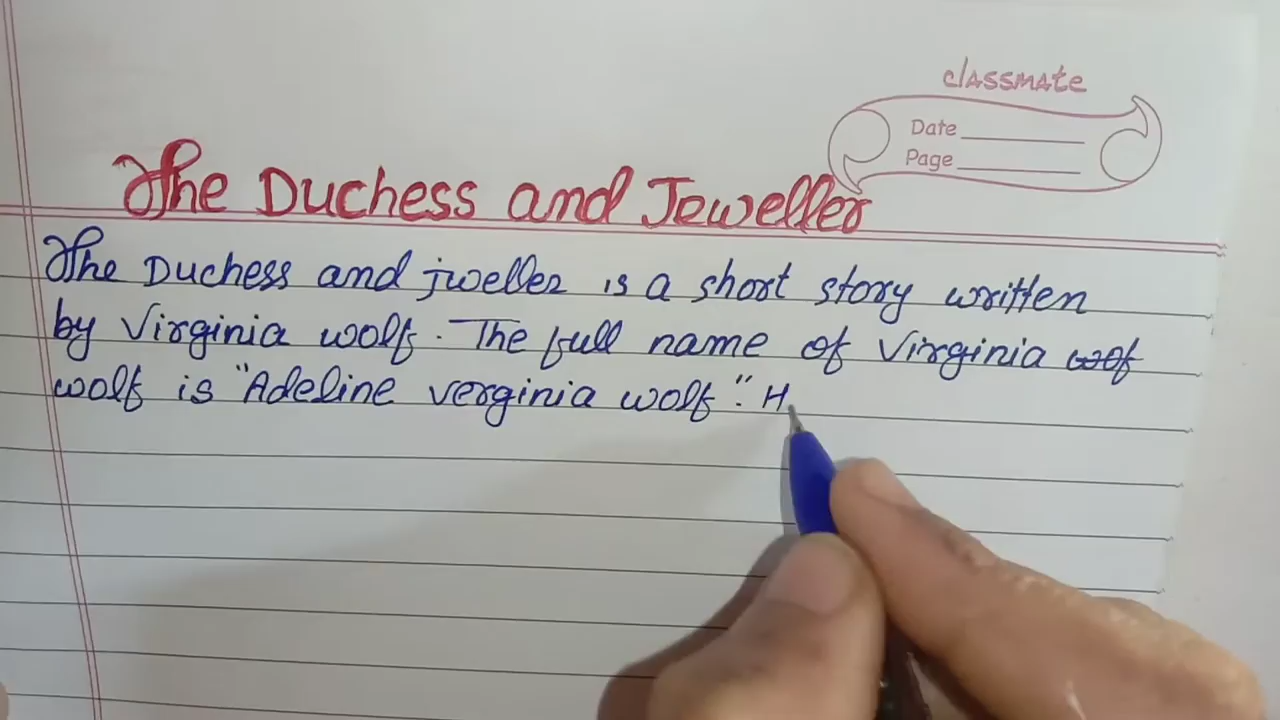 classmate
Date
Page
The Duchess and Jeweller
The Duchess and jweller is a short story written
by Virginia wolf. The full name of Virginia wof
wolf is "Adeline verginia wolf". H